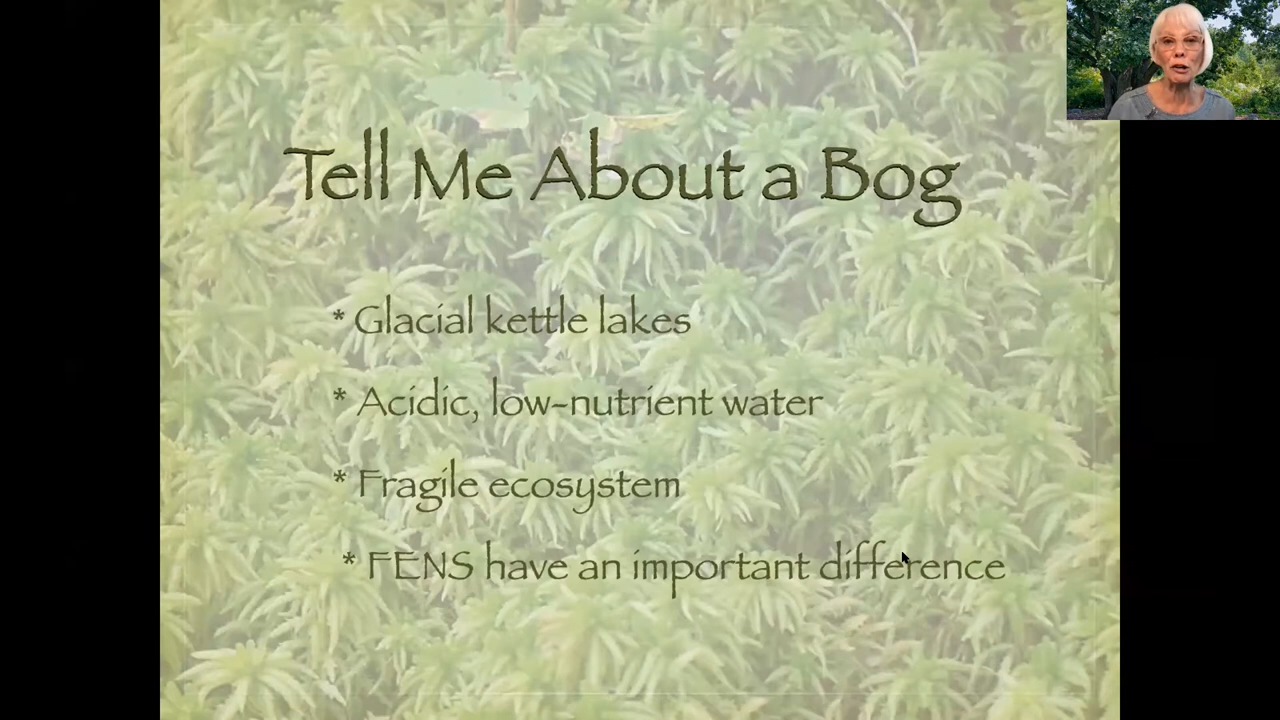 Tell Me About a Bog
* Glacial kettle lakes
* Acidic, low-nutrient water
* Fragile ecosystem
* FENS have an important difference